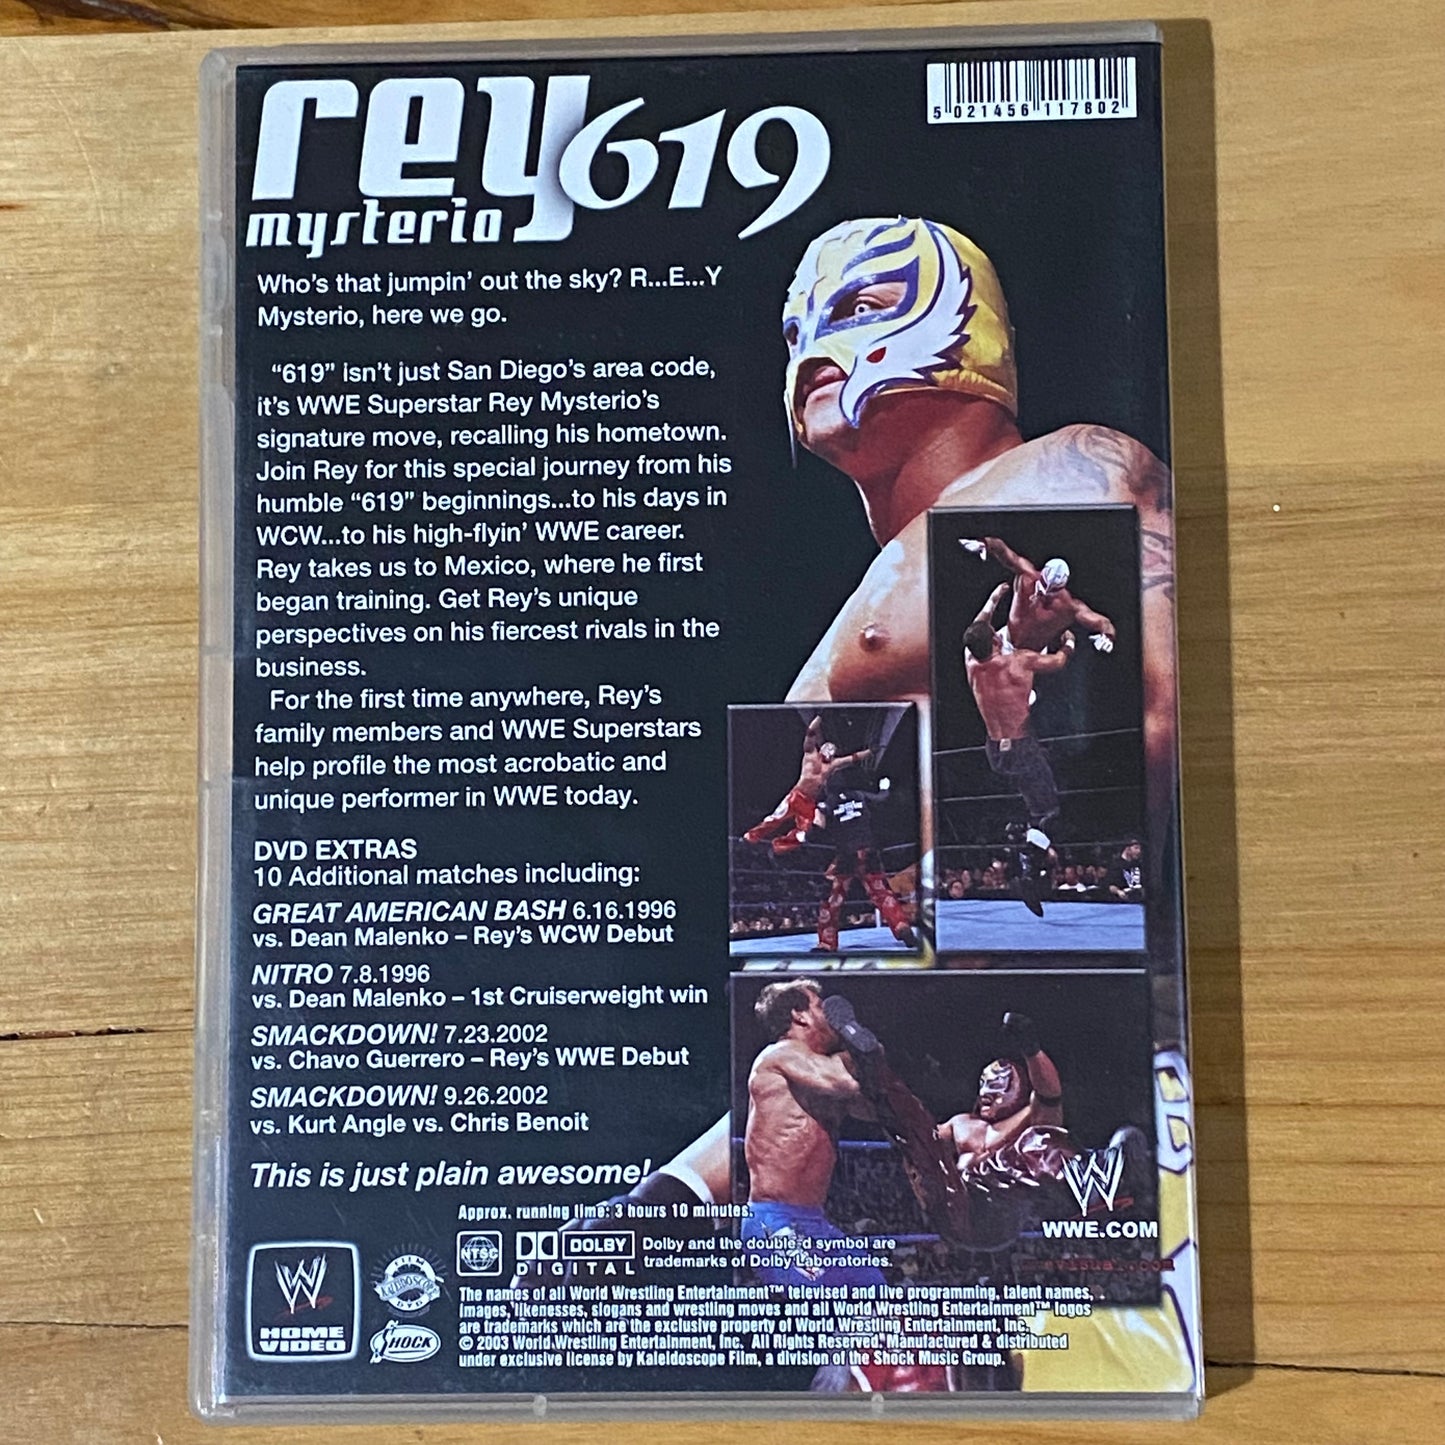 rey 619
mysterio
5 021456 117802
Who's that jumpin' out the sky? R...E...Y
Mysterio, here we go.
"619" isn't just San Diego's area code,
it's WWE Superstar Rey Mysterio's
signature move, recalling his hometown.
Join Rey for this special journey from his
humble "619" beginnings...to his days in
WCW...to his high-flyin' WWE career.
Rey takes us to Mexico, where he first
began training. Get Rey's unique
perspectives on his fiercest rivals in the
business.
For the first time anywhere, Rey's
family members and WWE Superstars
help profile the most acrobatic and
unique performer in WWE today.
DVD EXTRAS
10 Additional matches including:
GREAT AMERICAN BASH 6.16.1996
vs. Dean Malenko – Rey's WCW Debut
NITRO 7.8.1996
vs. Dean Malenko – 1st Cruiserweight win
SMACKDOWN! 7.23.2002
vs. Chavo Guerrero – Rey's WWE Debut
SMACKDOWN! 9.26.2002
vs. Kurt Angle vs. Chris Benoit
This is just plain awesome!
Approx. running time: 3 hours 10 minutes.
W
WWE.COM
NTSC
DOLBY
DIGITAL
Dolby and the double-d symbol are
trademarks of Dolby Laboratories.
W
HOME
VIDEO
FILM
KALEIDOSCOPE
DVD
SHOCK
The names of all World Wrestling Entertainment™ televised and live programming, talent names,
images, likenesses, slogans and wrestling moves and all World Wrestling Entertainment™ logos
are trademarks which are the exclusive property of World Wrestling Entertainment, Inc.
© 2003 World Wrestling Entertainment, Inc. All Rights Reserved. Manufactured & distributed
under exclusive license by Kaleidoscope Film, a division of the Shock Music Group.